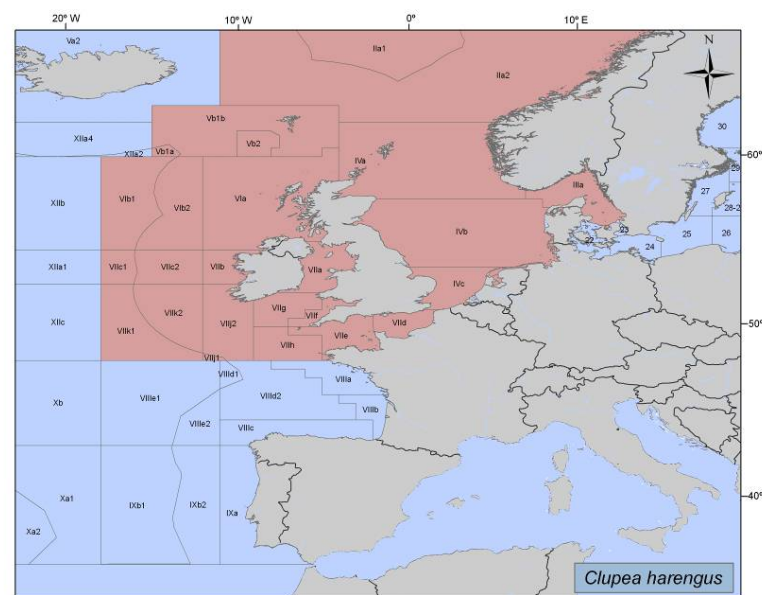 20° W
10° W
0°
10° E
Va2
IIa1
N
IIa2
Vb1b
XIIa4
Vb2
30
Vb1a
XIIa2
IVa
60°
29
IIIa
27
28-2
VIb1
VIb2
VIa
XIIb
IVb
23
22
25
26
24
XIIa1
VIIc1
VIIc2
VIIb
VIIa
IVc
VIIg
XIIc
VIIk2
VIIf
VIIk1
VIIj2
VIId
50°
VIIe
VIIh
VIIj1
VIIId1
VIIIa
Xb
VIIIe1
VIIId2
VIIIb
VIIIe2
VIIIc
Xa1
IXb1
IXb2
IXa
40°
Xa2
Clupea harengus